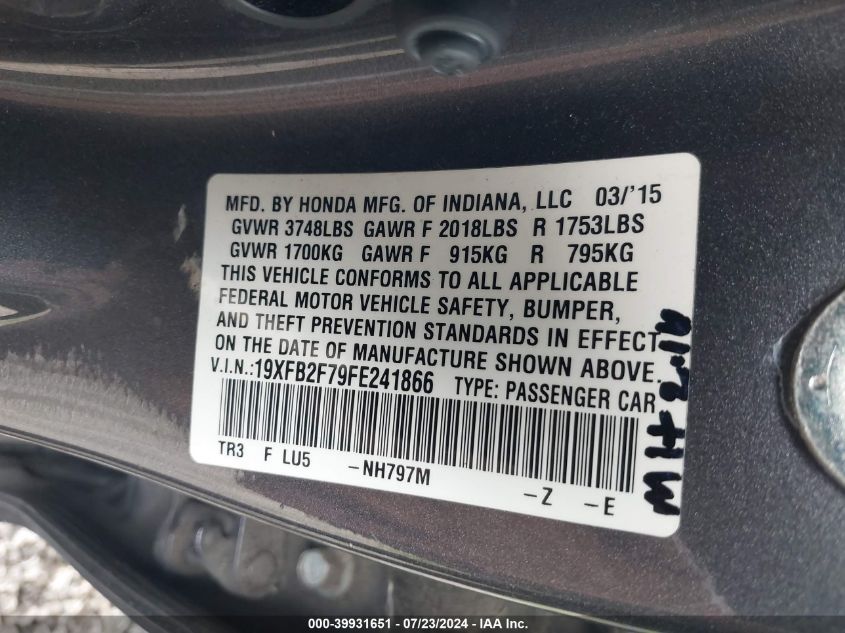 MFD. BY HONDA MFG. OF INDIANA, LLC 03/'15
GVWR 3748LBS GAWR F 2018LBS R 1753LBS
GVWR 1700KG GAWR F 915KG R 795KG
THIS VEHICLE CONFORMS TO ALL APPLICABLE
FEDERAL MOTOR VEHICLE SAFETY, BUMPER,
AND THEFT PREVENTION STANDARDS IN EFFECT
ON THE DATE OF MANUFACTURE SHOWN ABOVE.
V.I.N.:19XFB2F79FE241866 TYPE: PASSENGER CAR
TR3 F LU5 -NH797M -Z -E
000-39931651 / 07/23/2024 / IAA Inc.